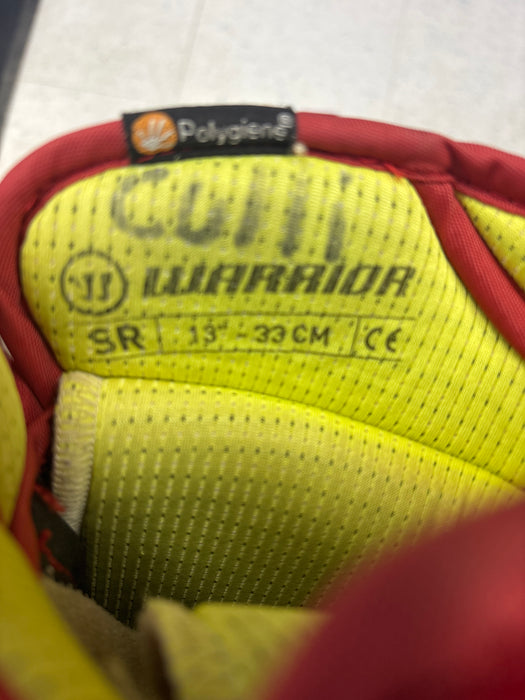 Polygiene®
WARRIOR
SR 13" - 33 CM CE